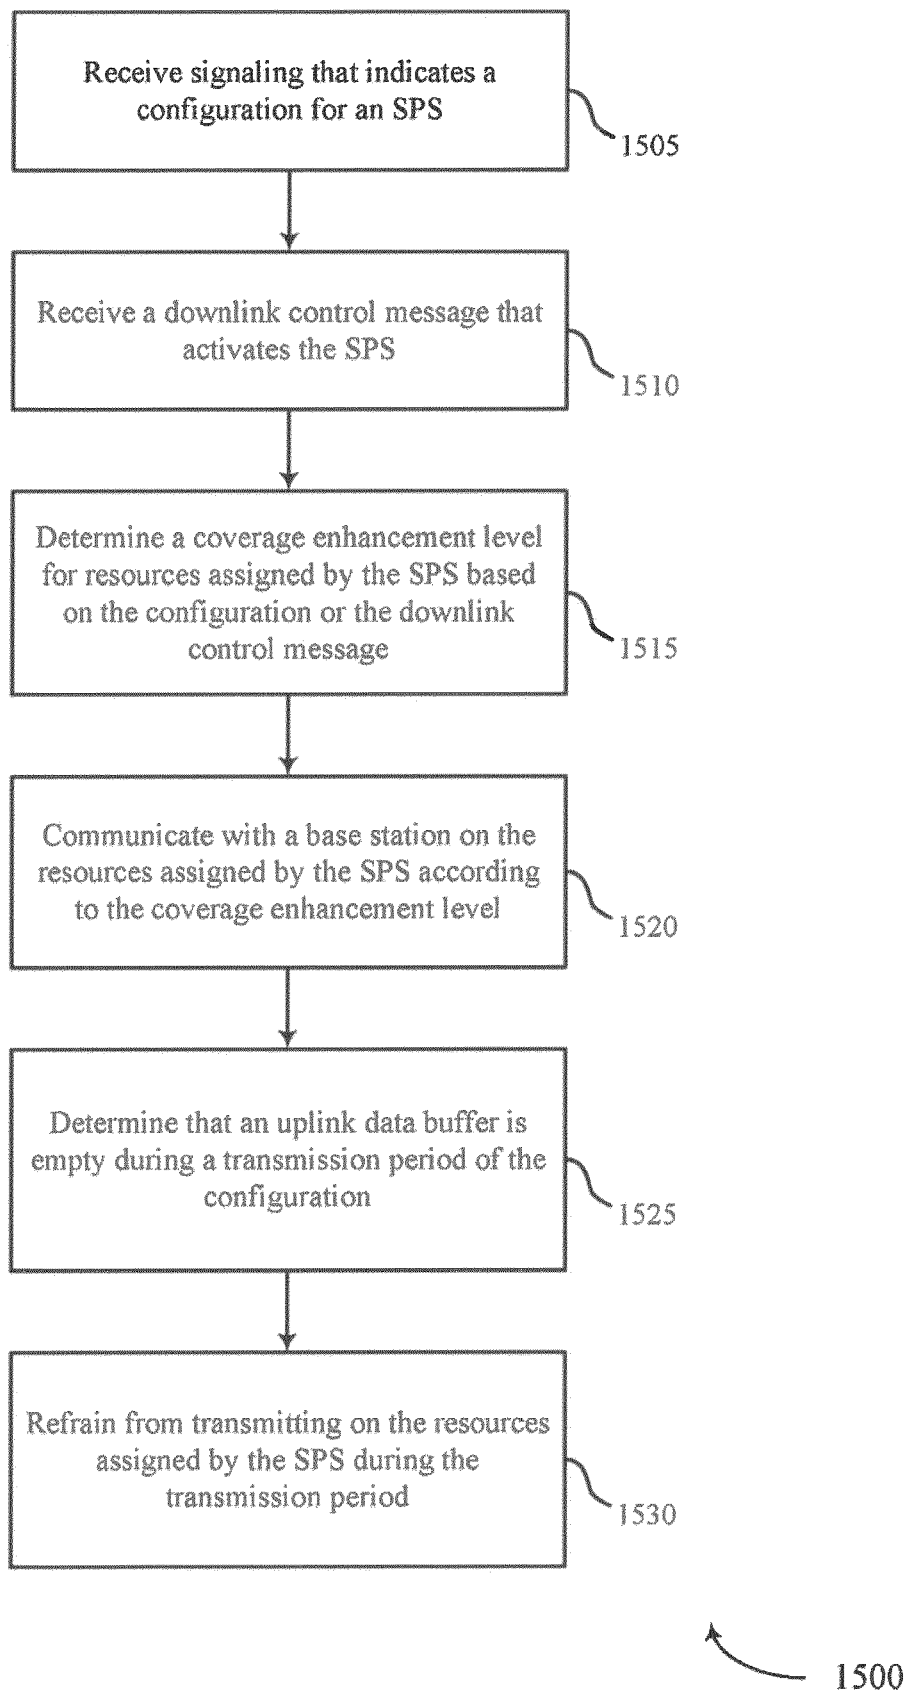 Receive signaling that indicates a
configuration for an SPS
1505
Receive a downlink control message that
activates the SPS
1510
Determine a coverage enhancement level
for resources assigned by the SPS based
on the configuration or the downlink
control message
1515
Communicate with a base station on the
resources assigned by the SPS according
to the coverage enhancement level
1520
Determine that an uplink data buffer is
empty during a transmission period of the
configuration
1525
Refrain from transmitting on the resources
assigned by the SPS during the
transmission period
1530
1500